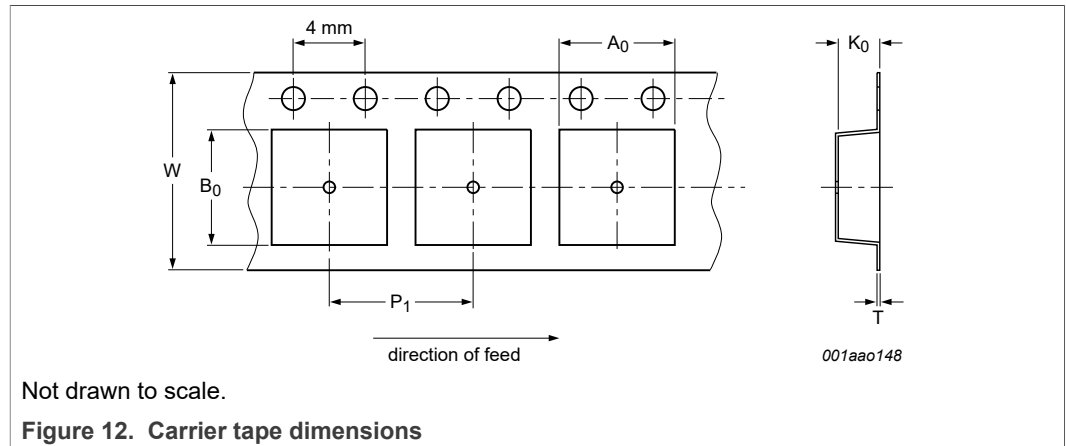 4 mm
A0
K0
W
B0
P1
T
direction of feed
001aao148
Not drawn to scale.
Figure 12. Carrier tape dimensions